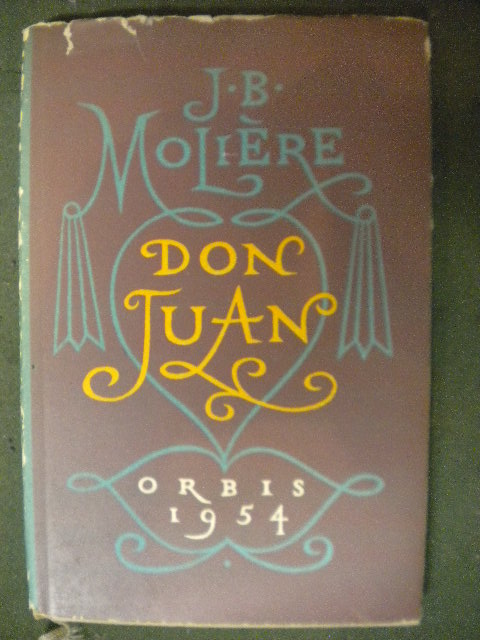 J·B·
MOLIÈRE
DON
JUAN
ORBIS
1954